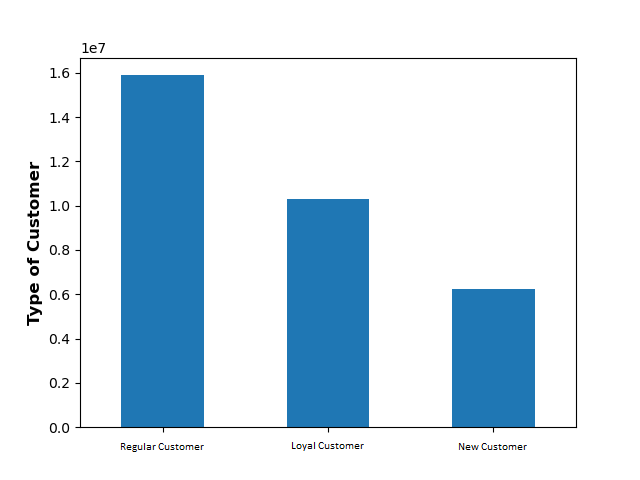 1e7
1.6
1.4
1.2
1.0
0.8
0.6
0.4
0.2
0.0
Type of Customer
Regular Customer
Loyal Customer
New Customer